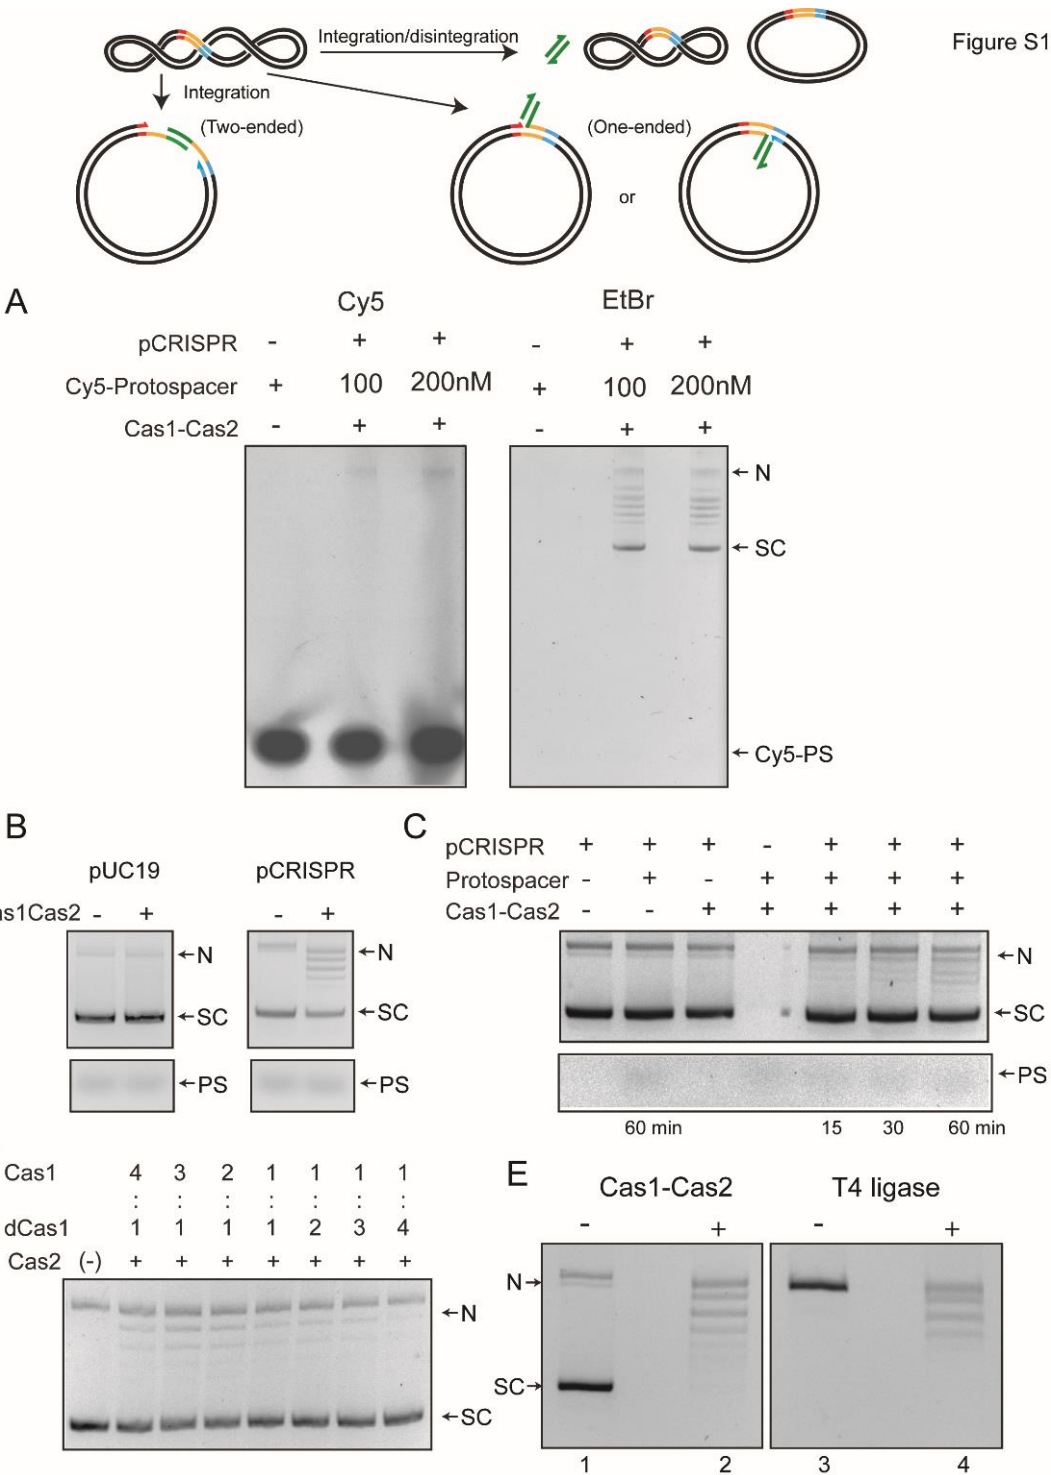 Figure S1
Integration/disintegration
Integration
(Two-ended)
(One-ended)
or
A
Cy5 EtBr
pCRISPR - + + - + +
Cy5-Protospacer + 100 200nM + 100 200nM
Cas1-Cas2 - + + - + +
←N
←SC
←Cy5-PS
B
pUC19 pCRISPR
as1Cas2 - + - +
←N ←N
←SC ←SC
←PS ←PS
C
pCRISPR + + + - + + +
Protospacer - + - + + + +
Cas1-Cas2 - - + + + + +
←N
←SC
←PS
60 min 15 30 60 min
Cas1 4 3 2 1 1 1 1
: : : : : : :
dCas1 1 1 1 1 2 3 4
Cas2 (-) + + + + + + +
←N
←SC
E
Cas1-Cas2 T4 ligase
- + - +
N→
SC→
1 2 3 4